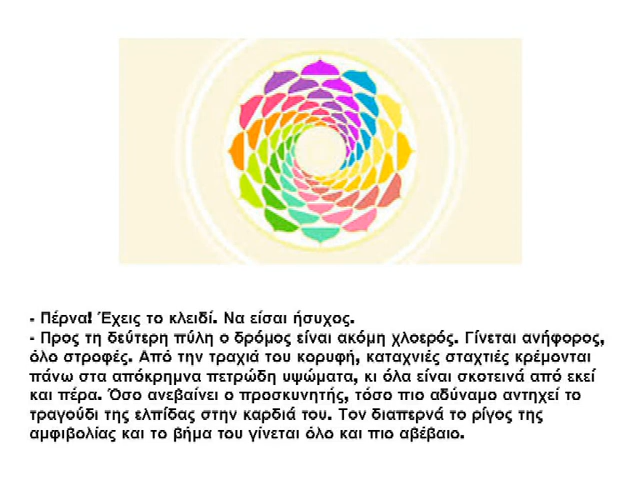 - Πέρνα! Έχεις το κλειδί. Να είσαι ήσυχος.
- Προς τη δεύτερη πύλη ο δρόμος είναι ακόμη χλοερός. Γίνεται ανήφορος,
όλο στροφές. Από την τραχιά του κορυφή, καταχνιές σταχτιές κρέμονται
πάνω στα απόκρημνα πετρώδη υψώματα, κι όλα είναι σκοτεινά από εκεί
και πέρα. Όσο ανεβαίνει ο προσκυνητής, τόσο πιο αδύναμο αντηχεί το
τραγούδι της ελπίδας στην καρδιά του. Τον διαπερνά το ρίγος της
αμφιβολίας και το βήμα του γίνεται όλο και πιο αβέβαιο.